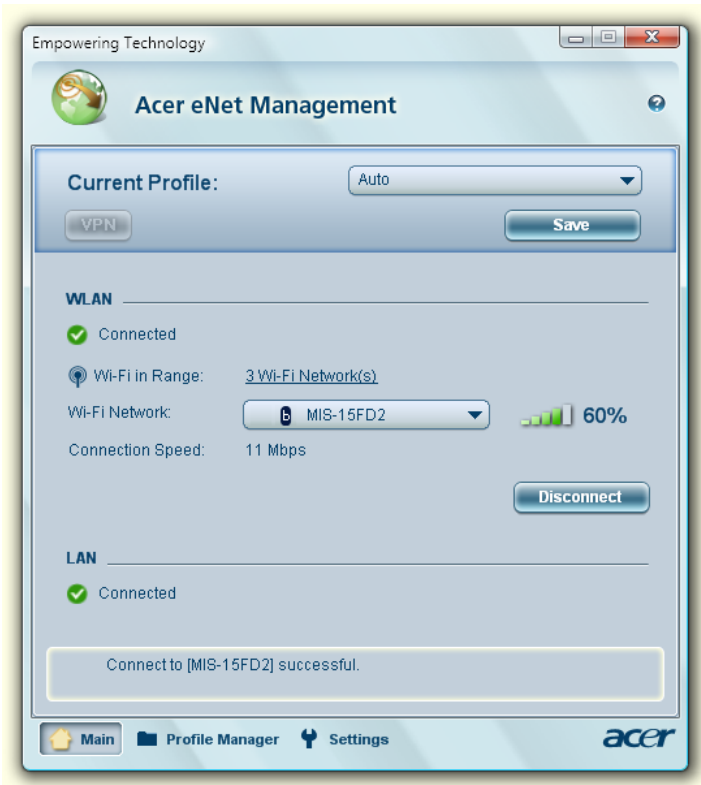 Empowering Technology
Acer eNet Management
Current Profile:
Auto
VPN
Save
WLAN
Connected
Wi-Fi in Range:
3 Wi-Fi Network(s)
Wi-Fi Network:
b MIS-15FD2
60%
Connection Speed:
11 Mbps
Disconnect
LAN
Connected
Connect to [MIS-15FD2] successful.
Main
Profile Manager
Settings
acer